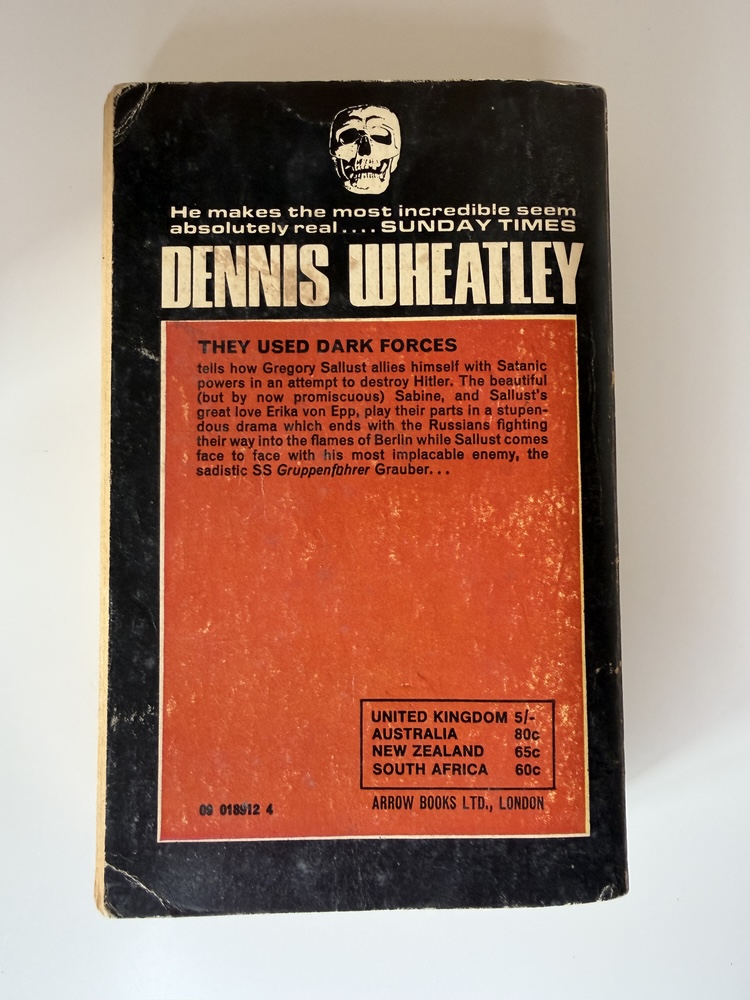 He makes the most incredible seem
absolutely real .... SUNDAY TIMES
DENNIS WHEATLEY
THEY USED DARK FORCES
tells how Gregory Sallust allies himself with Satanic
powers in an attempt to destroy Hitler. The beautiful
(but by now promiscuous) Sabine, and Sallust's
great love Erika von Epp, play their parts in a stupen-
dous drama which ends with the Russians fighting
their way into the flames of Berlin while Sallust comes
face to face with his most implacable enemy, the
sadistic SS Gruppenführer Grauber...
UNITED KINGDOM 5/-
AUSTRALIA 80c
NEW ZEALAND 65c
SOUTH AFRICA 60c
09 018912 4
ARROW BOOKS LTD., LONDON